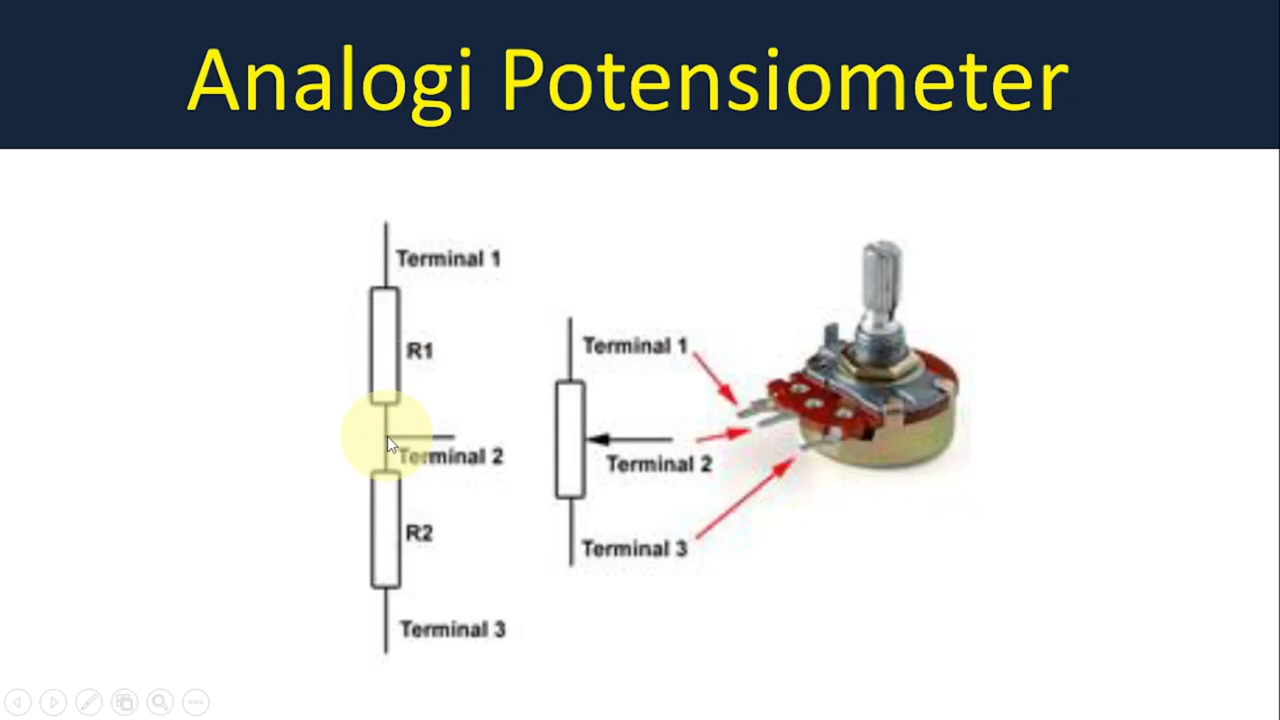 Analogi Potensiometer
Terminal 1
R1
Terminal 2
R2
Terminal 3
Terminal 1
Terminal 2
Terminal 3